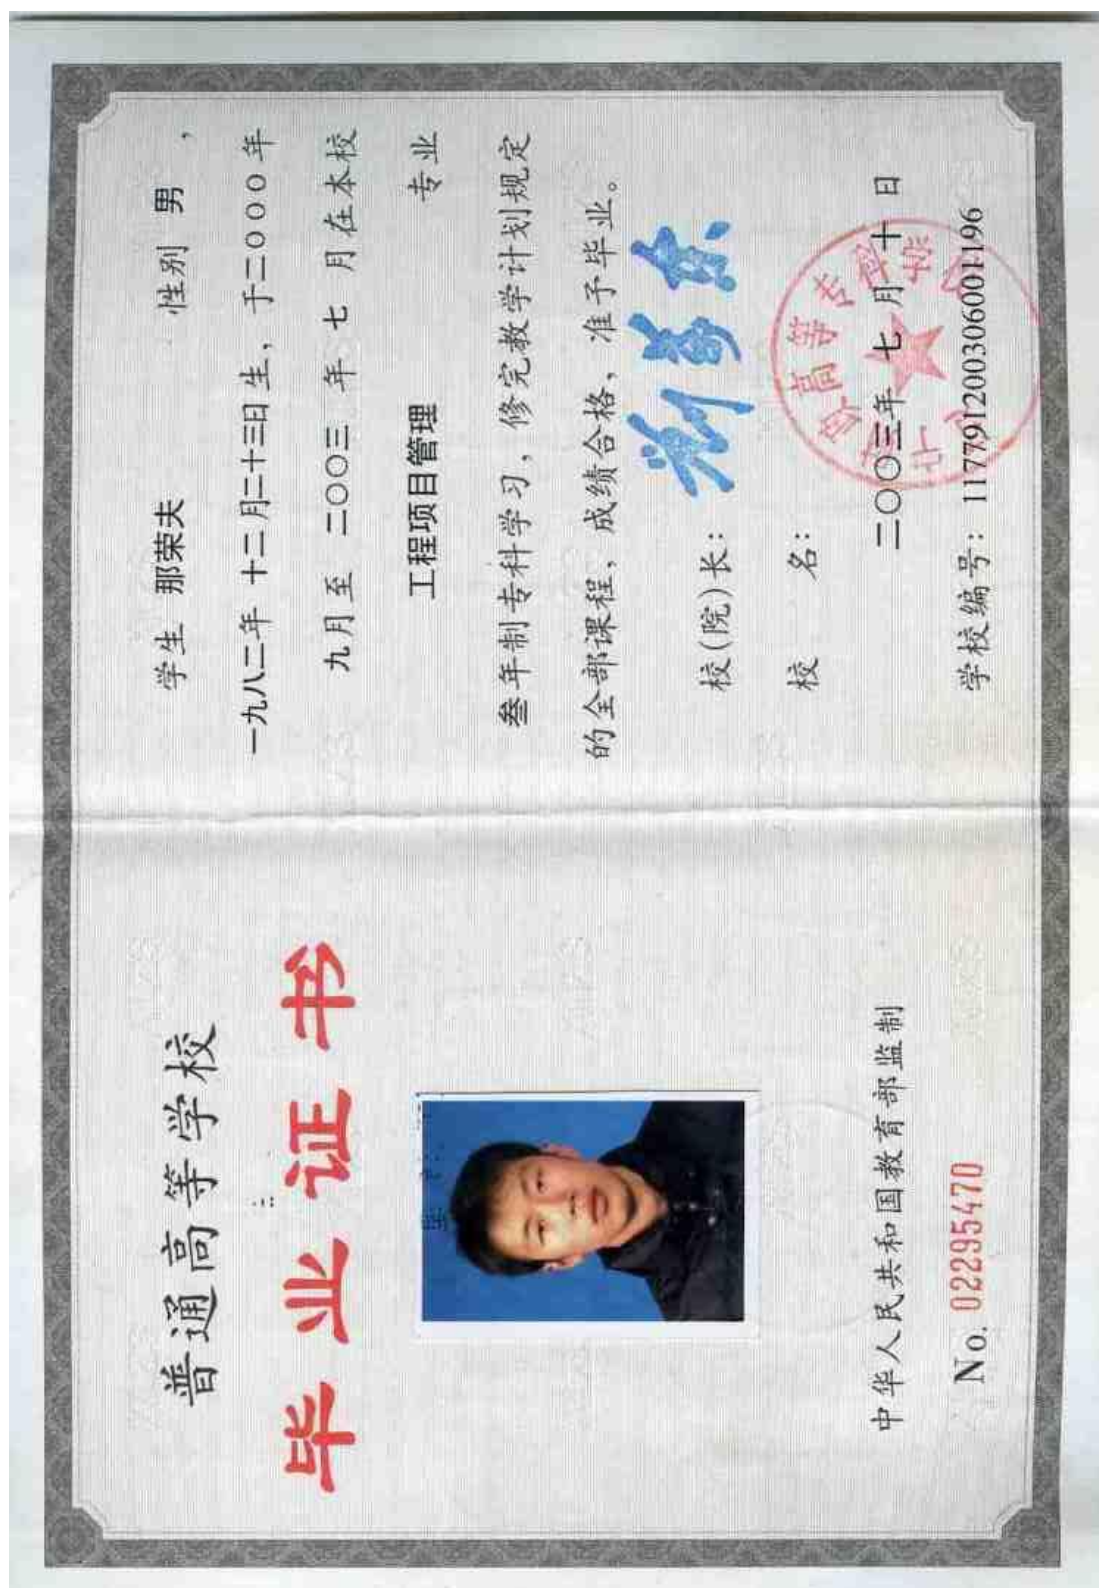 普通高等学校
毕业证书
中华人民共和国教育部监制
No. 02295470
学生 那荣夫 性别 男 ,
一九八二年 十二月二十三日生, 于二000年
九月至 二〇〇三 年 七 月在本校
工程项目管理 专业
叁年制专科学习, 修完教学计划规定
的全部课程, 成绩合格, 准予毕业。
校(院)长:
校 名:
二〇〇三年 七 月 十 日
学校编号: 117791200306001196